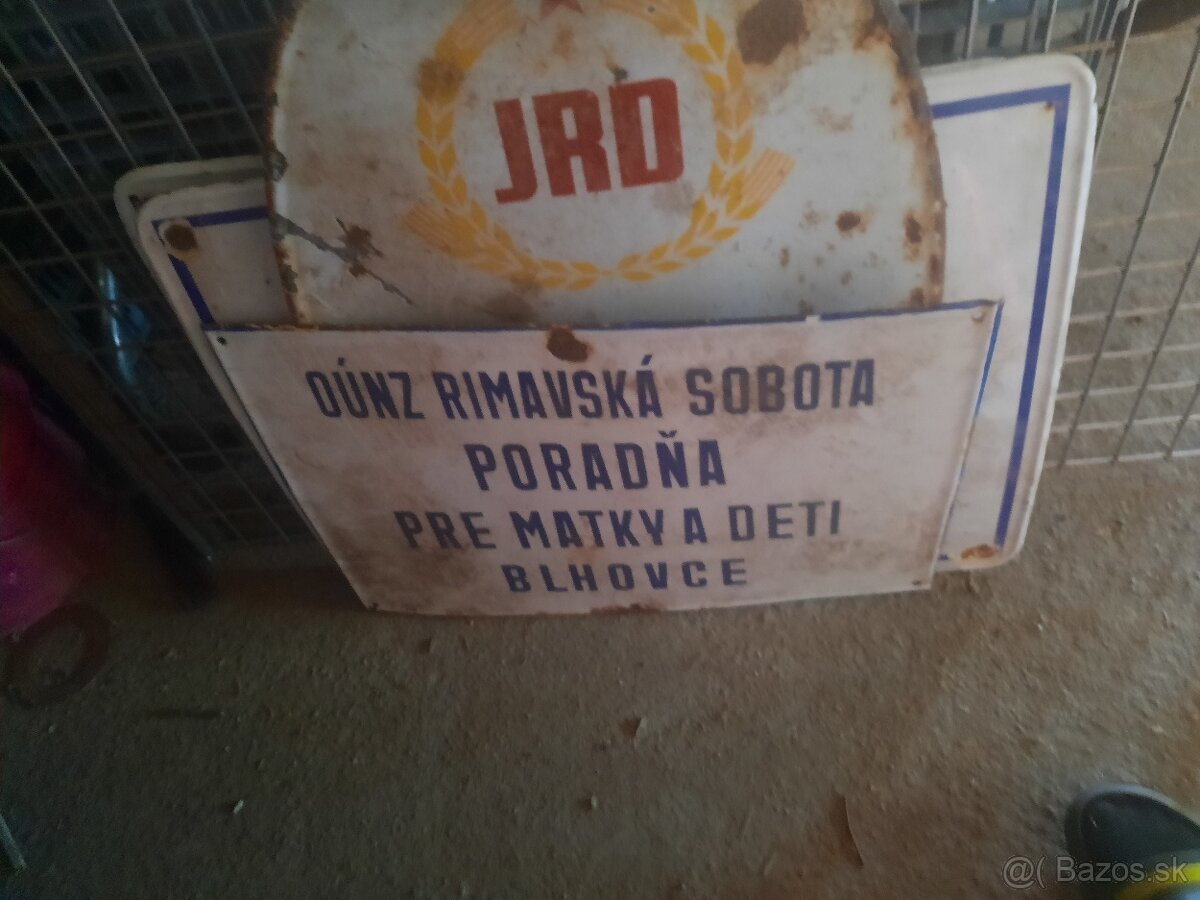 JRD
OÚNZ RIMAVSKÁ SOBOTA
PORADŇA
PRE MATKY A DETI
BLHOVCE
@( Bazos.sk